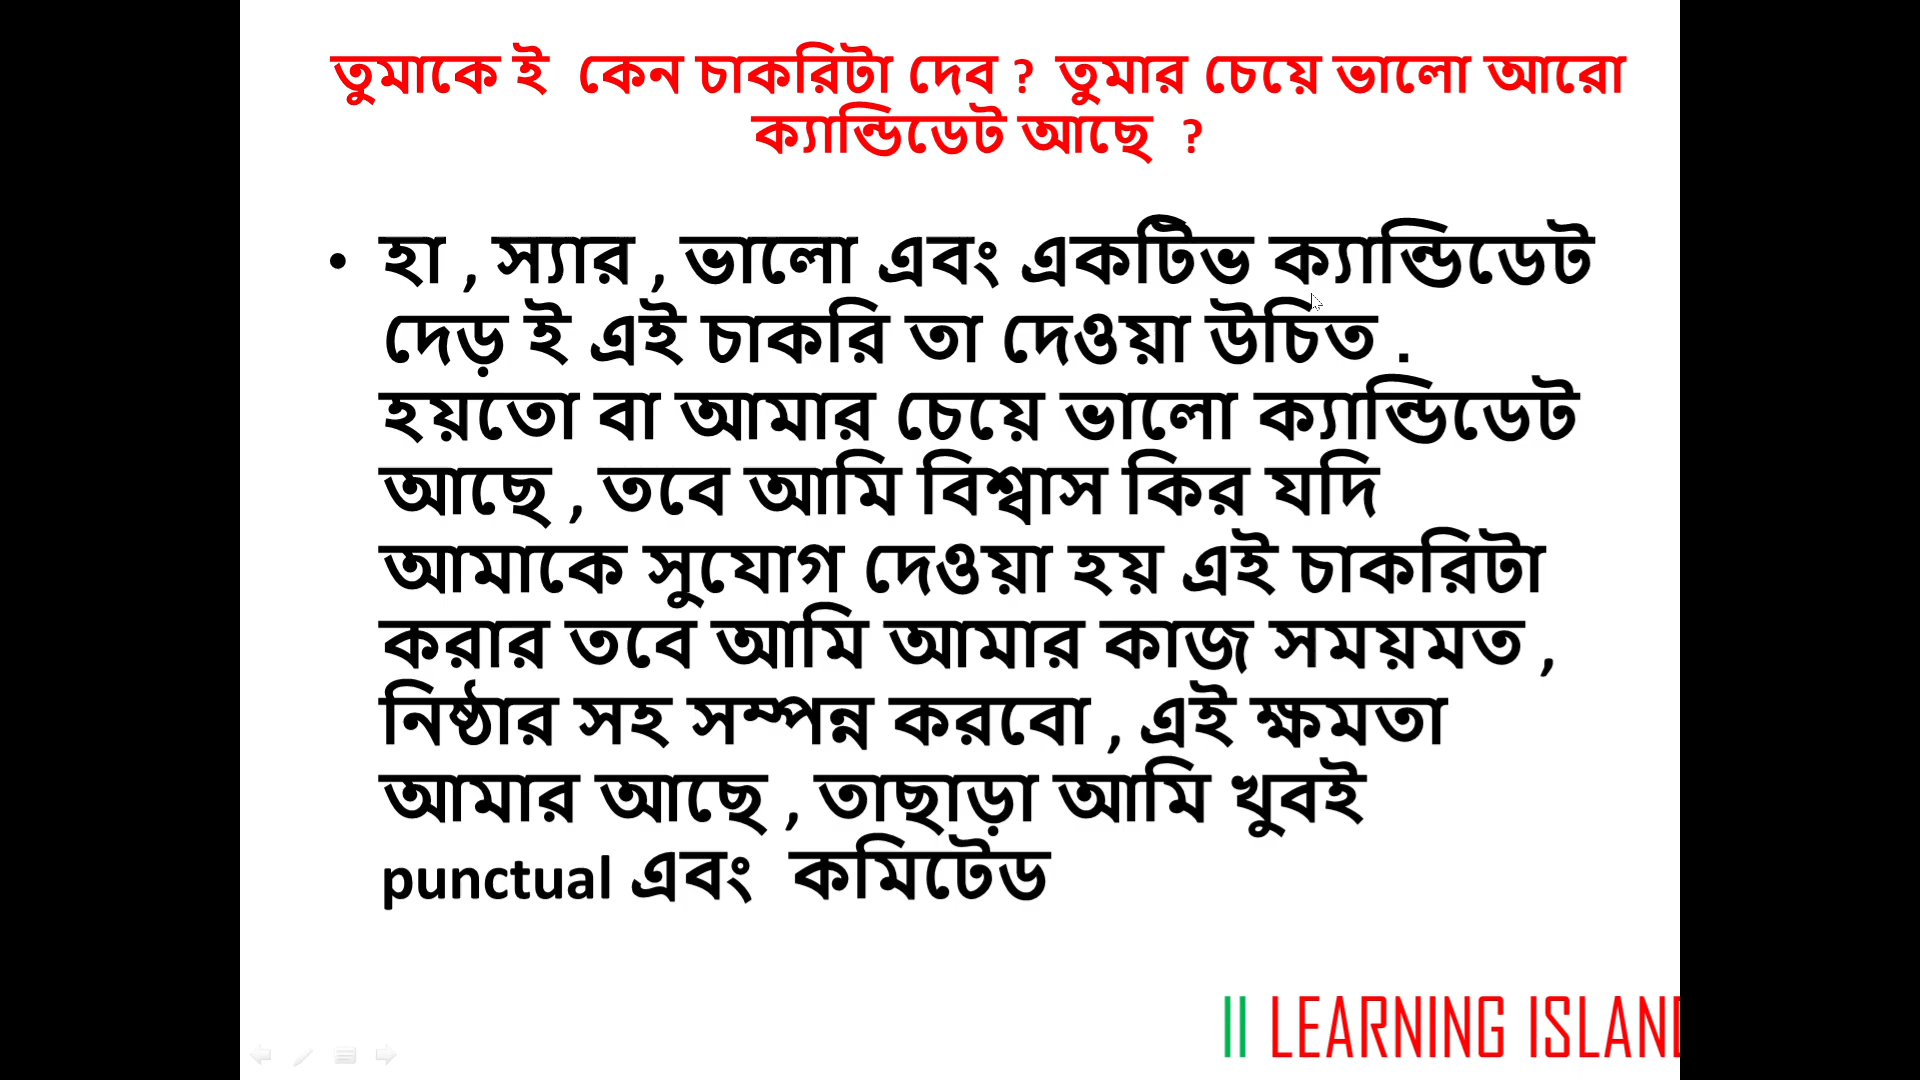 তুমাকে ই কেন চাকরিটা দেব ? তুমার চেয়ে ভালো আরো
ক্যান্ডিডেট আছে ?
• হা , স্যার , ভালো এবং একটিভ ক্যান্ডিডেট
দেড় ই এই চাকরি তা দেওয়া উচিত .
হয়তো বা আমার চেয়ে ভালো ক্যান্ডিডেট
আছে , তবে আমি বিশ্বাস কির যদি
আমাকে সুযোগ দেওয়া হয় এই চাকরিটা
করার তবে আমি আমার কাজ সময়মত ,
নিষ্ঠার সহ সম্পন্ন করবো , এই ক্ষমতা
আমার আছে , তাছাড়া আমি খুবই
punctual এবং কমিটেড
II LEARNING ISLAND